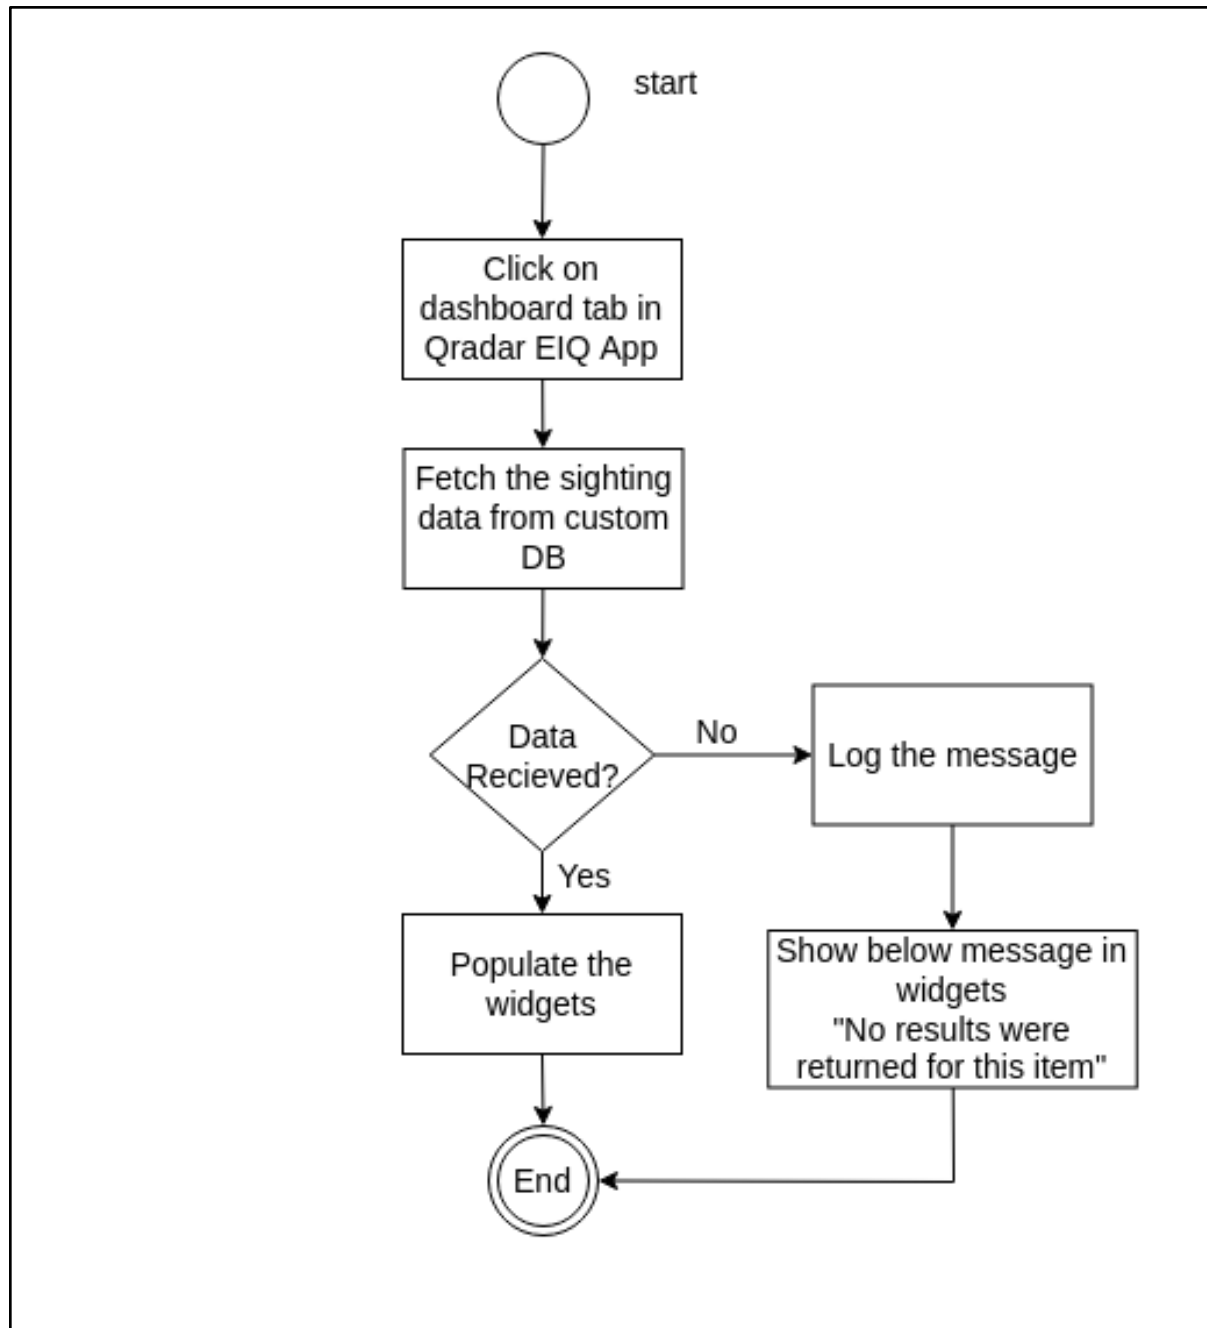 start
Click on
dashboard tab in
Qradar EIQ App
Fetch the sighting
data from custom
DB
Data
Recieved?
No
Log the message
Yes
Populate the
widgets
Show below message in
widgets
"No results were
returned for this item"
End